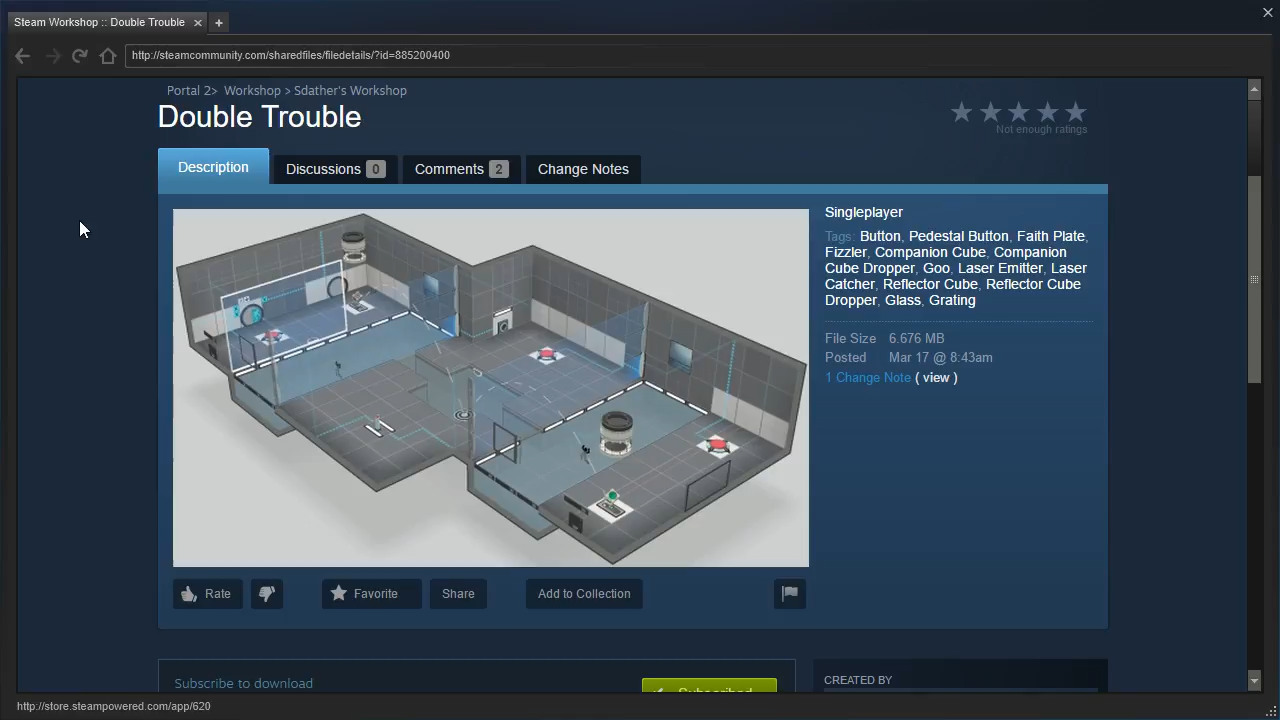 Steam Workshop :: Double Trouble
http://steamcommunity.com/sharedfiles/filedetails/?id=885200400
Portal 2> Workshop > Sdather's Workshop
Double Trouble
Not enough ratings
Description
Discussions 0
Comments 2
Change Notes
Singleplayer
Tags: Button, Pedestal Button, Faith Plate,
Fizzler, Companion Cube, Companion
Cube Dropper, Goo, Laser Emitter, Laser
Catcher, Reflector Cube, Reflector Cube
Dropper, Glass, Grating
File Size 6.676 MB
Posted Mar 17 @ 8:43am
1 Change Note ( view )
Rate
Favorite
Share
Add to Collection
Subscribe to download
Subscribed
CREATED BY
http://store.steampowered.com/app/620